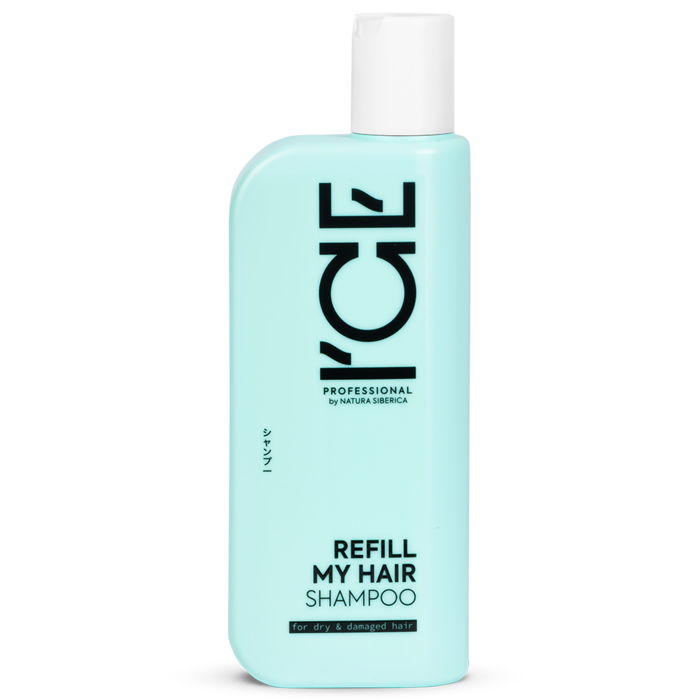 I'CE
PROFESSIONAL
by NATURA SIBERICA
シャンプー
REFILL
MY HAIR
SHAMPOO
for dry & damaged hair